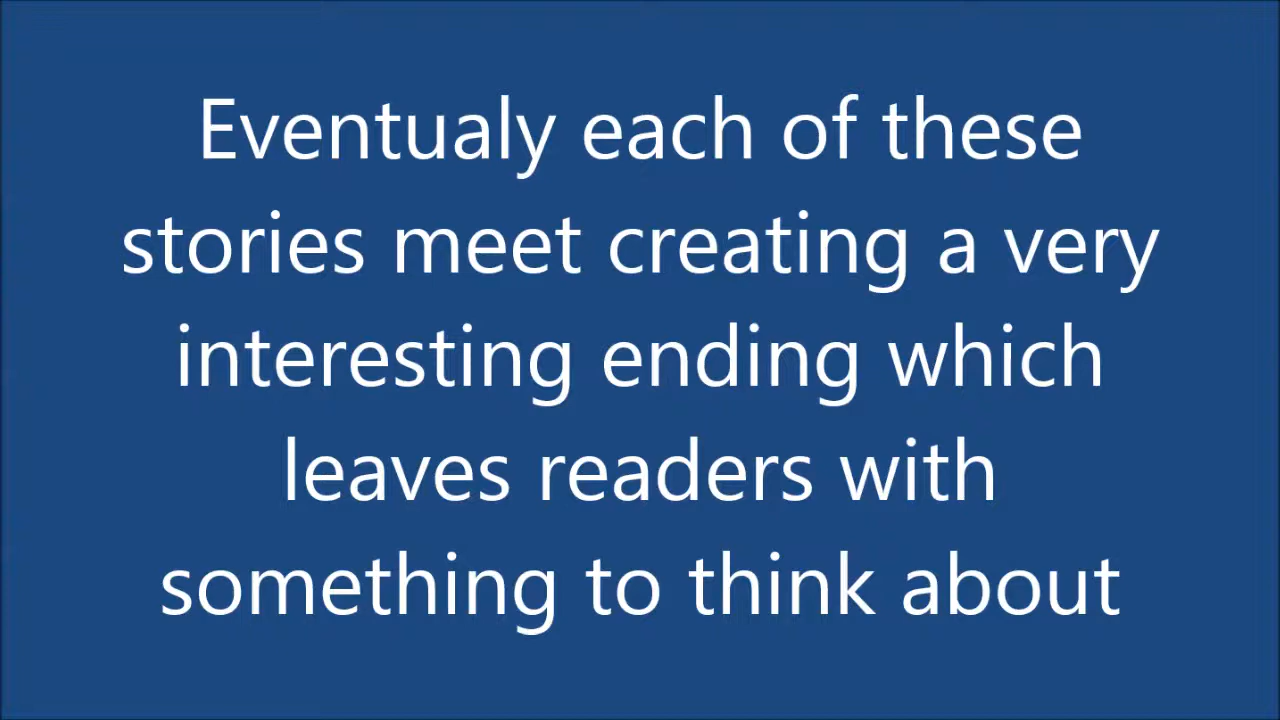 Eventualy each of these
stories meet creating a very
interesting ending which
leaves readers with
something to think about